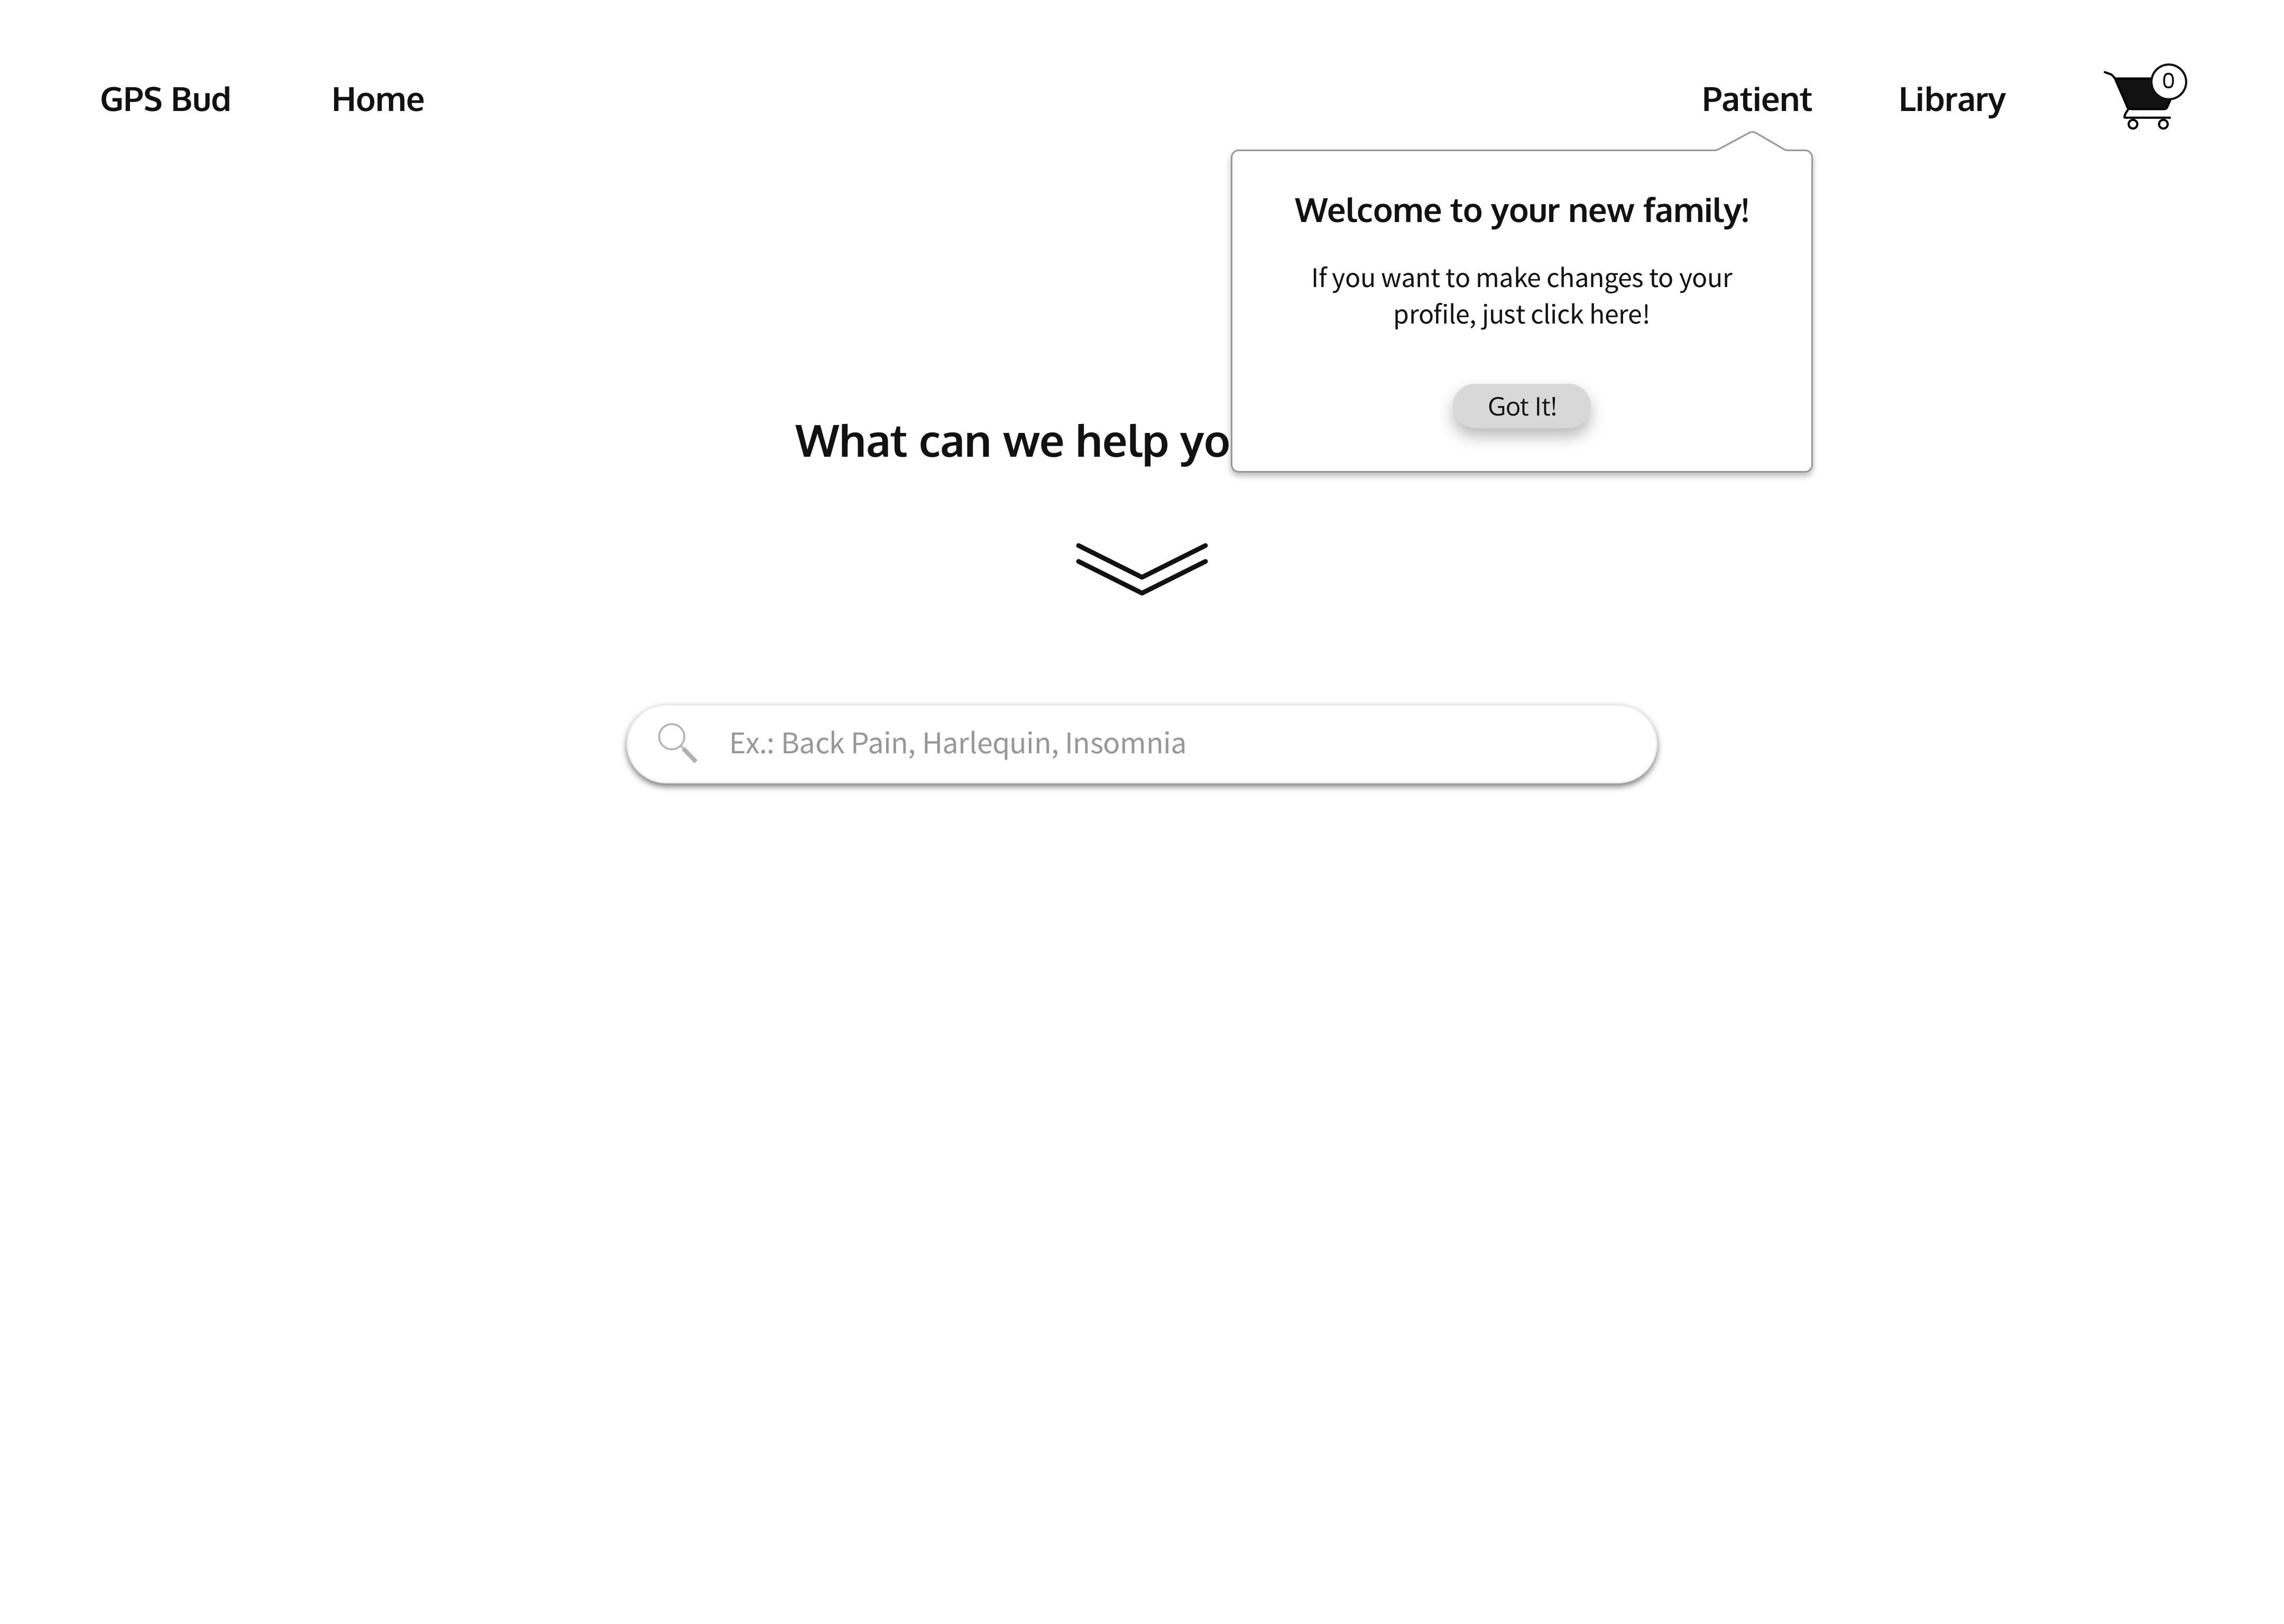 GPS Bud
Home
Patient
Library
0
Welcome to your new family!
If you want to make changes to your
profile, just click here!
Got It!
What can we help yo
Ex.: Back Pain, Harlequin, Insomnia